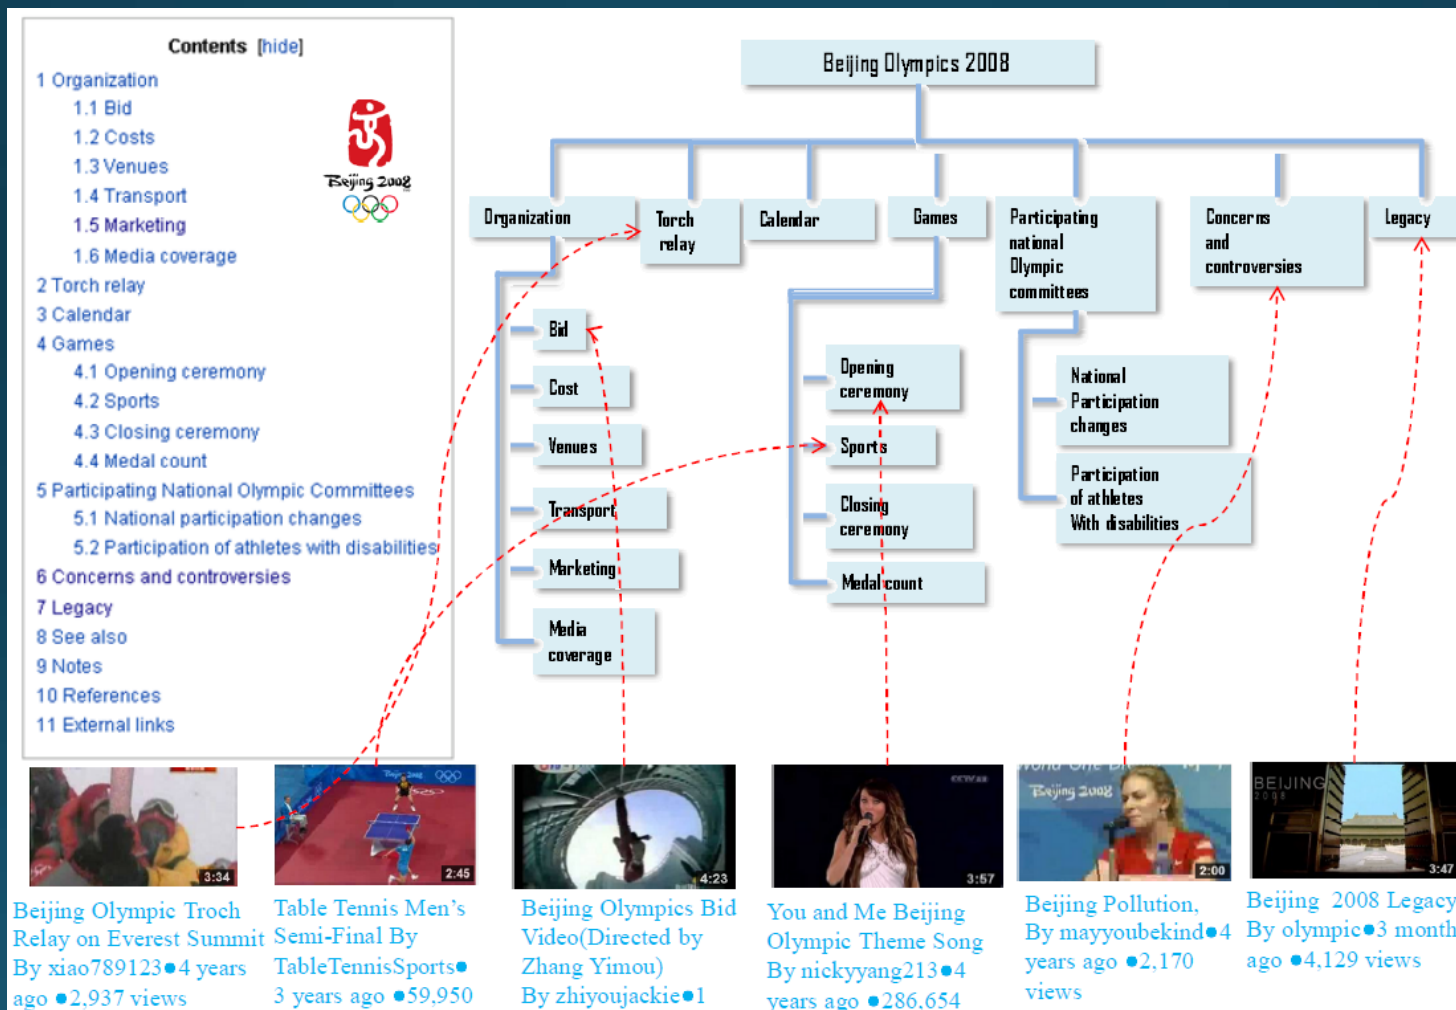 Contents [hide]
1 Organization
1.1 Bid
1.2 Costs
1.3 Venues
1.4 Transport
1.5 Marketing
1.6 Media coverage
2 Torch relay
3 Calendar
4 Games
4.1 Opening ceremony
4.2 Sports
4.3 Closing ceremony
4.4 Medal count
5 Participating National Olympic Committees
5.1 National participation changes
5.2 Participation of athletes with disabilities
6 Concerns and controversies
7 Legacy
8 See also
9 Notes
10 References
11 External links
Beijing 2008
Beijing Olympics 2008
Organization
Torch
relay
Calendar
Games
Participating
national
Olympic
committees
Concerns
and
controversies
Legacy
Bid
Cost
Venues
Transport
Marketing
Media
coverage
Opening
ceremony
Sports
Closing
ceremony
Medal count
National
Participation
changes
Participation
of athletes
With disabilities
3:34
Beijing Olympic Troch
Relay on Everest Summit
By xiao789123●4 years
ago ●2,937 views
Beijing 2008
2:45
Table Tennis Men's
Semi-Final By
TableTennisSports●
3 years ago ●59,950
4:23
Beijing Olympics Bid
Video(Directed by
Zhang Yimou)
By zhiyoujackie●1
3:57
You and Me Beijing
Olympic Theme Song
By nickyyang213●4
years ago ●286,654
World One
Beijing 2008
2:00
Beijing Pollution,
By mayyoubekind●4
years ago ●2,170
views
BEIJING
2008
3:47
Beijing 2008 Legacy
By olympic●3 month
ago ●4,129 views